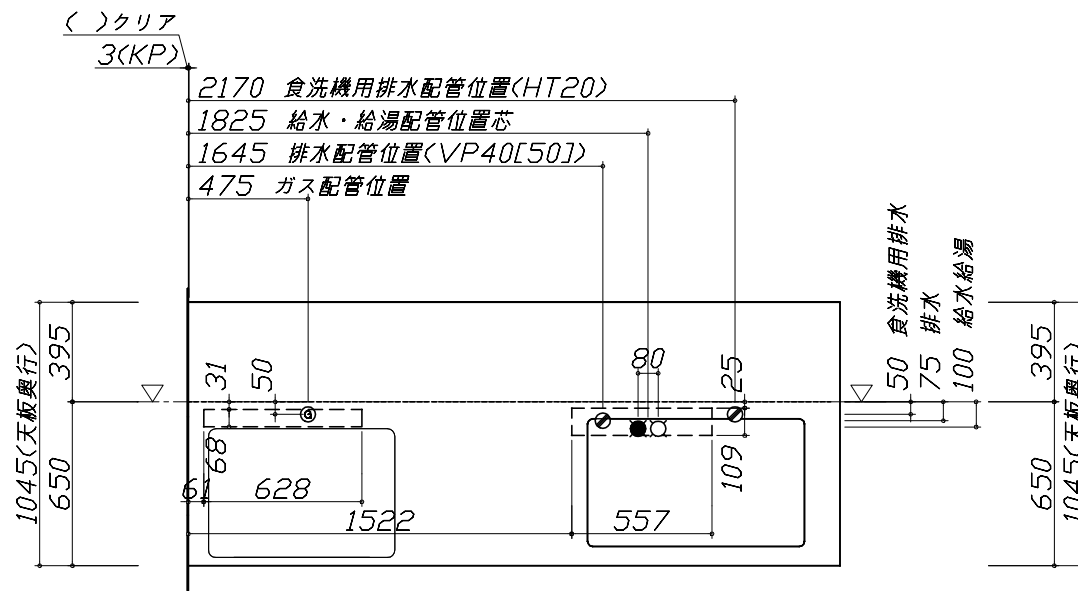 ( )クリア
3(KP)
2170 食洗機用排水配管位置(HT20)
1825 給水・給湯配管位置芯
1645 排水配管位置(VP40[50])
475 ガス配管位置
50 食洗機用排水
75 排水
100 給水給湯
1045(天板奥行)
395
650
31
50
68
61
628
1522
80
25
109
557
395
650
1045(天板奥行)
G